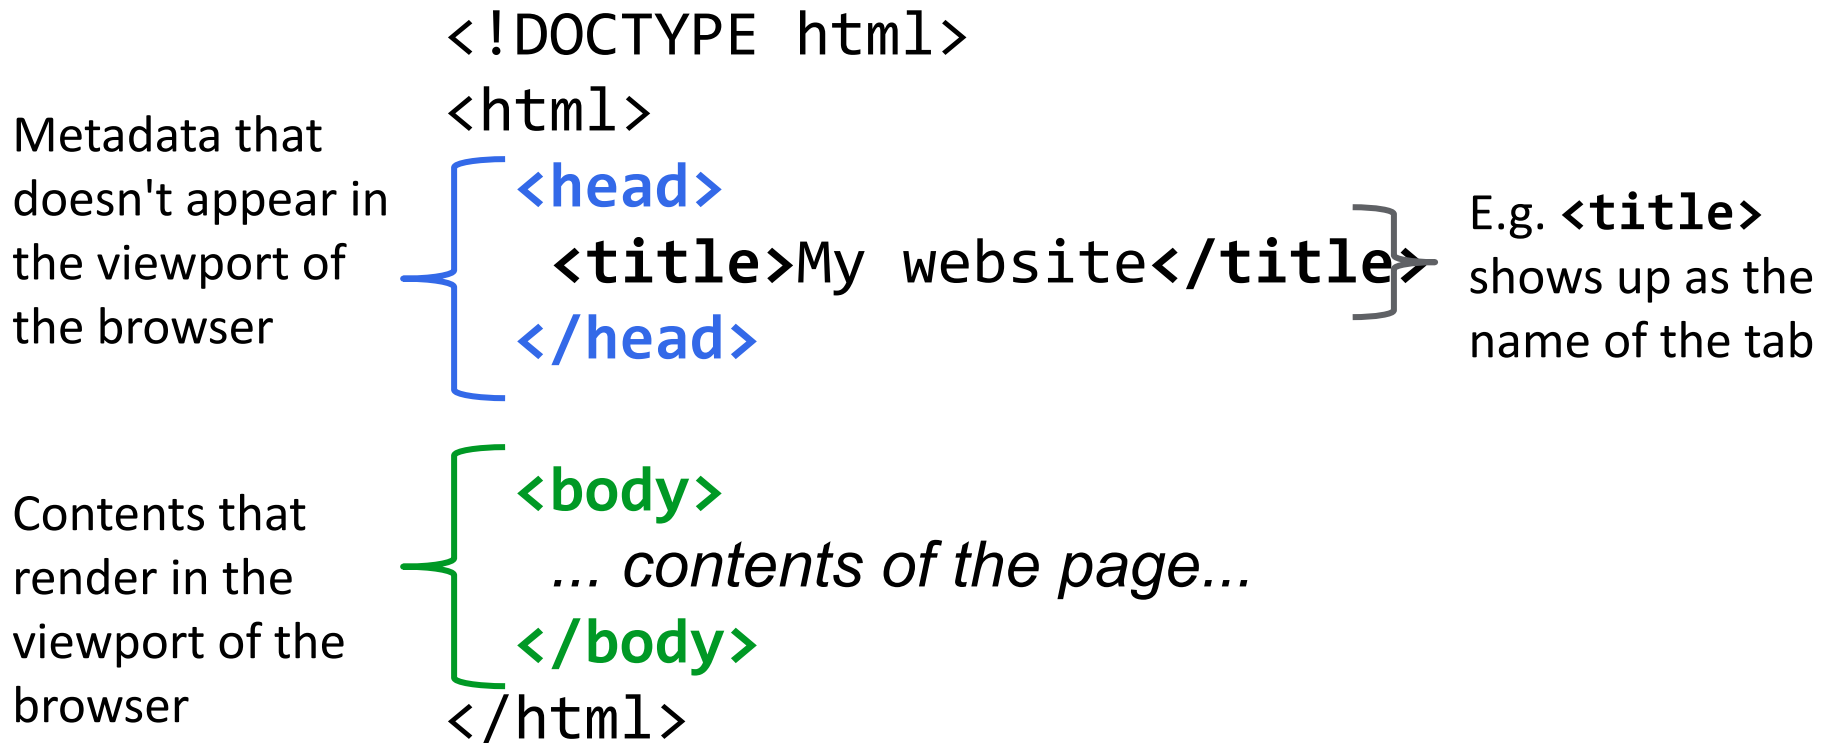 <!DOCTYPE html>
<html>
Metadata that
doesn't appear in
the viewport of
the browser
<head>
<title>My website</title>
</head>
E.g. <title>
shows up as the
name of the tab
Contents that
render in the
viewport of the
browser
<body>
... contents of the page...
</body>
</html>